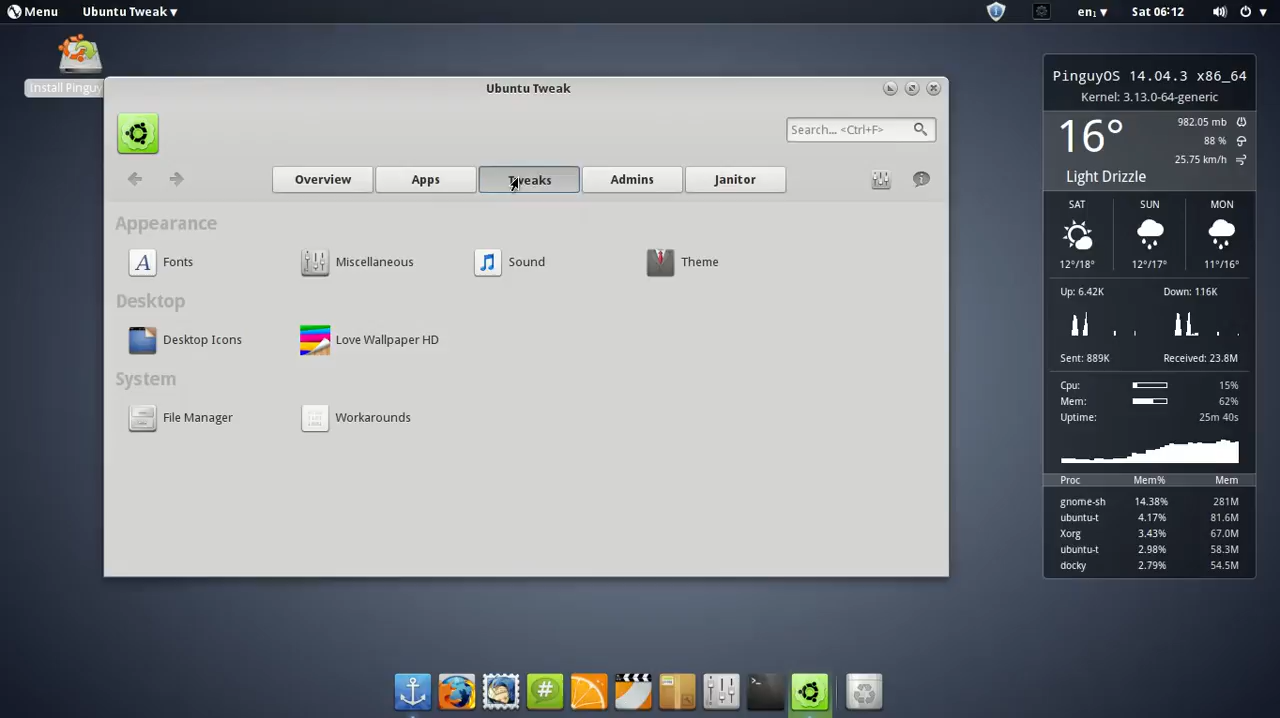 Menu Ubuntu Tweak ▾ en₁ ▾ Sat 06:12
Install Pinguy
Ubuntu Tweak
Search... <Ctrl+F>
Overview Apps Tweaks Admins Janitor
Appearance
Fonts Miscellaneous Sound Theme
Desktop
Desktop Icons Love Wallpaper HD
System
File Manager Workarounds
PinguyOS 14.04.3 x86_64
Kernel: 3.13.0-64-generic
16°
982.05 mb
88 %
25.75 km/h
Light Drizzle
SAT SUN MON
12°/18° 12°/17° 11°/16°
Up: 6.42K Down: 116K
Sent: 889K Received: 23.8M
Cpu: 15%
Mem: 62%
Uptime: 25m 40s
Proc Mem% Mem
gnome-sh 14.38% 281M
ubuntu-t 4.17% 81.6M
Xorg 3.43% 67.0M
ubuntu-t 2.98% 58.3M
docky 2.79% 54.5M